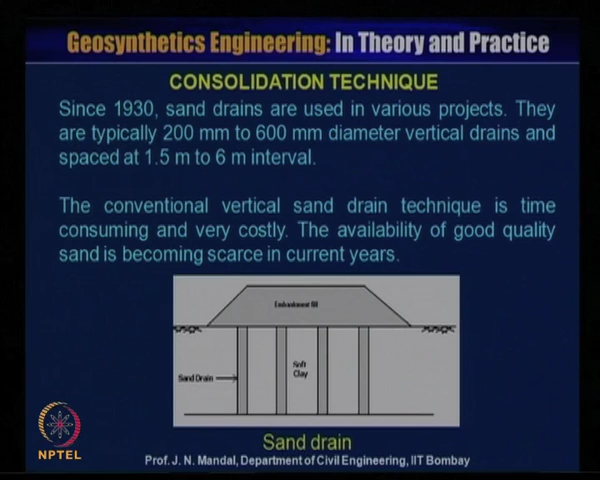 Geosynthetics Engineering: In Theory and Practice
CONSOLIDATION TECHNIQUE
Since 1930, sand drains are used in various projects. They
are typically 200 mm to 600 mm diameter vertical drains and
spaced at 1.5 m to 6 m interval.
The conventional vertical sand drain technique is time
consuming and very costly. The availability of good quality
sand is becoming scarce in current years.
Embankment fill
Soft
Clay
Sand Drain
Sand drain
NPTEL
Prof. J. N. Mandal, Department of Civil Engineering, IIT Bombay